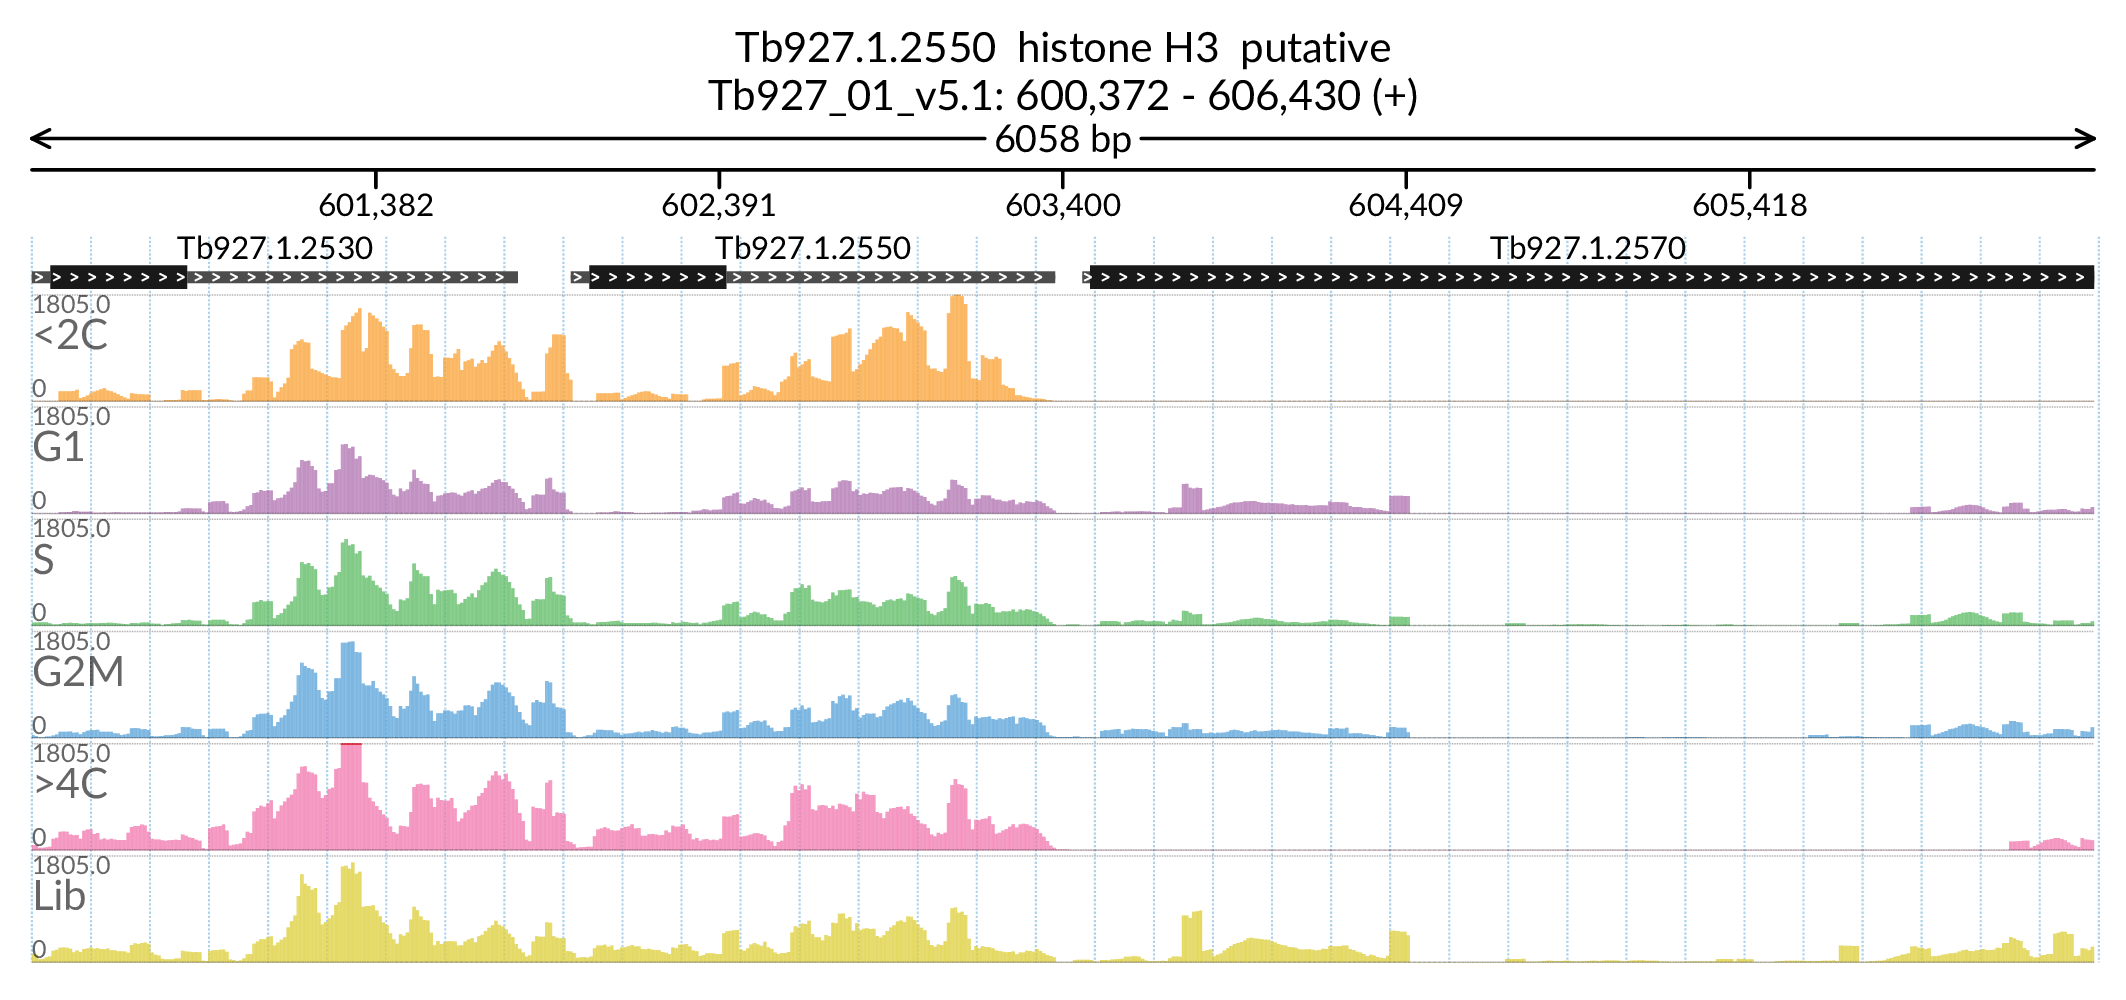 Tb927.1.2550 histone H3 putative
Tb927_01_v5.1: 600,372 - 606,430 (+)
6058 bp
601,382 602,391 603,400 604,409 605,418
Tb927.1.2530 Tb927.1.2550 Tb927.1.2570
1805.0
<2C
0
1805.0
G1
0
1805.0
S
0
1805.0
G2M
0
1805.0
>4C
0
1805.0
Lib
0